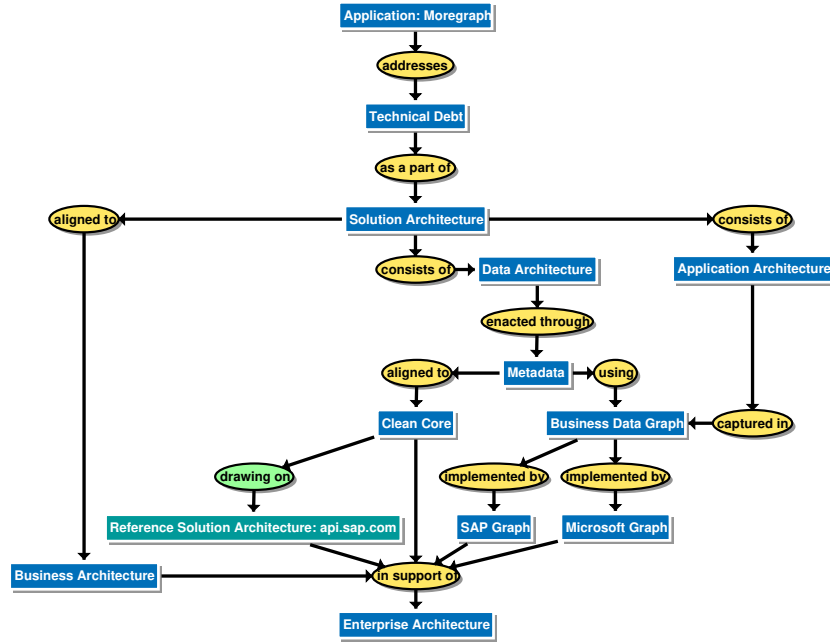 Application: Moregraph
addresses
Technical Debt
as a part of
aligned to
Solution Architecture
consists of
consists of
Data Architecture
Application Architecture
enacted through
aligned to
Metadata
using
Clean Core
Business Data Graph
captured in
drawing on
implemented by
implemented by
Reference Solution Architecture: api.sap.com
SAP Graph
Microsoft Graph
Business Architecture
in support of
Enterprise Architecture